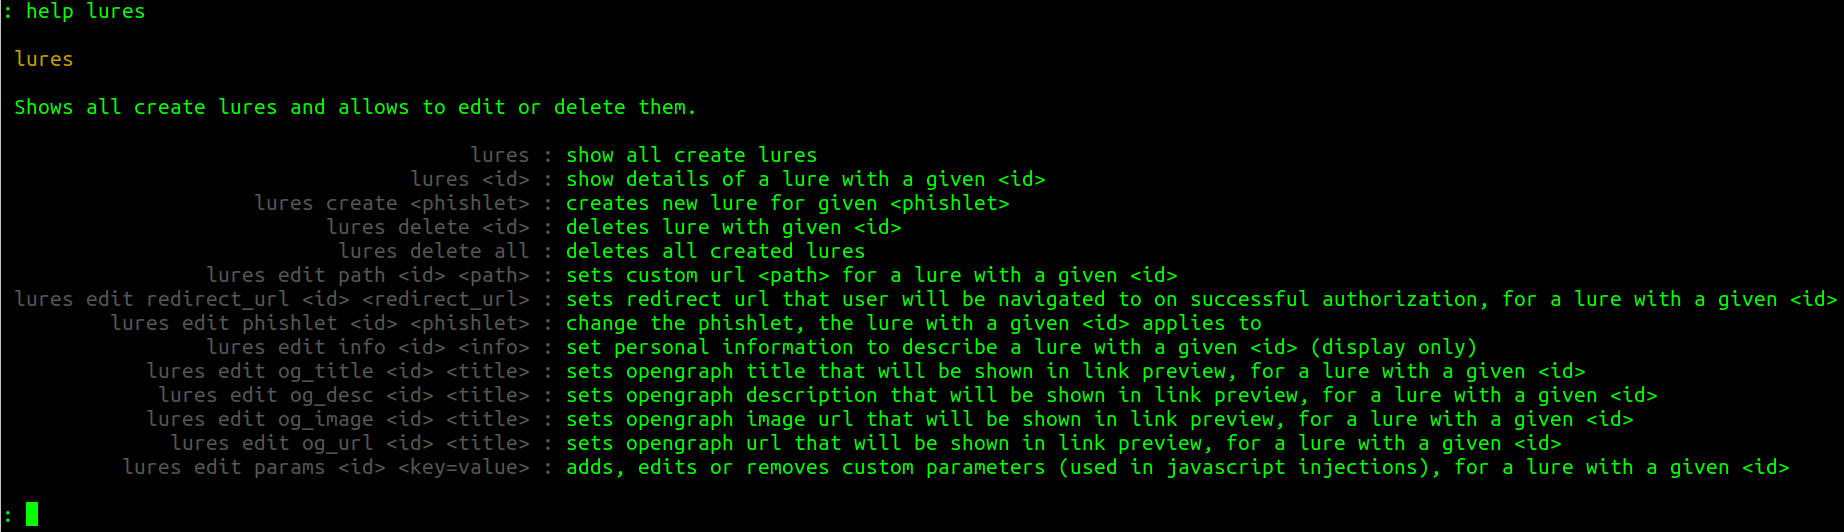 : help lures
lures
Shows all create lures and allows to edit or delete them.
lures : show all create lures
lures <id> : show details of a lure with a given <id>
lures create <phishlet> : creates new lure for given <phishlet>
lures delete <id> : deletes lure with given <id>
lures delete all : deletes all created lures
lures edit path <id> <path> : sets custom url <path> for a lure with a given <id>
lures edit redirect_url <id> <redirect_url> : sets redirect url that user will be navigated to on successful authorization, for a lure with a given <id>
lures edit phishlet <id> <phishlet> : change the phishlet, the lure with a given <id> applies to
lures edit info <id> <info> : set personal information to describe a lure with a given <id> (display only)
lures edit og_title <id> <title> : sets opengraph title that will be shown in link preview, for a lure with a given <id>
lures edit og_desc <id> <title> : sets opengraph description that will be shown in link preview, for a lure with a given <id>
lures edit og_image <id> <title> : sets opengraph image url that will be shown in link preview, for a lure with a given <id>
lures edit og_url <id> <title> : sets opengraph url that will be shown in link preview, for a lure with a given <id>
lures edit params <id> <key=value> : adds, edits or removes custom parameters (used in javascript injections), for a lure with a given <id>
: